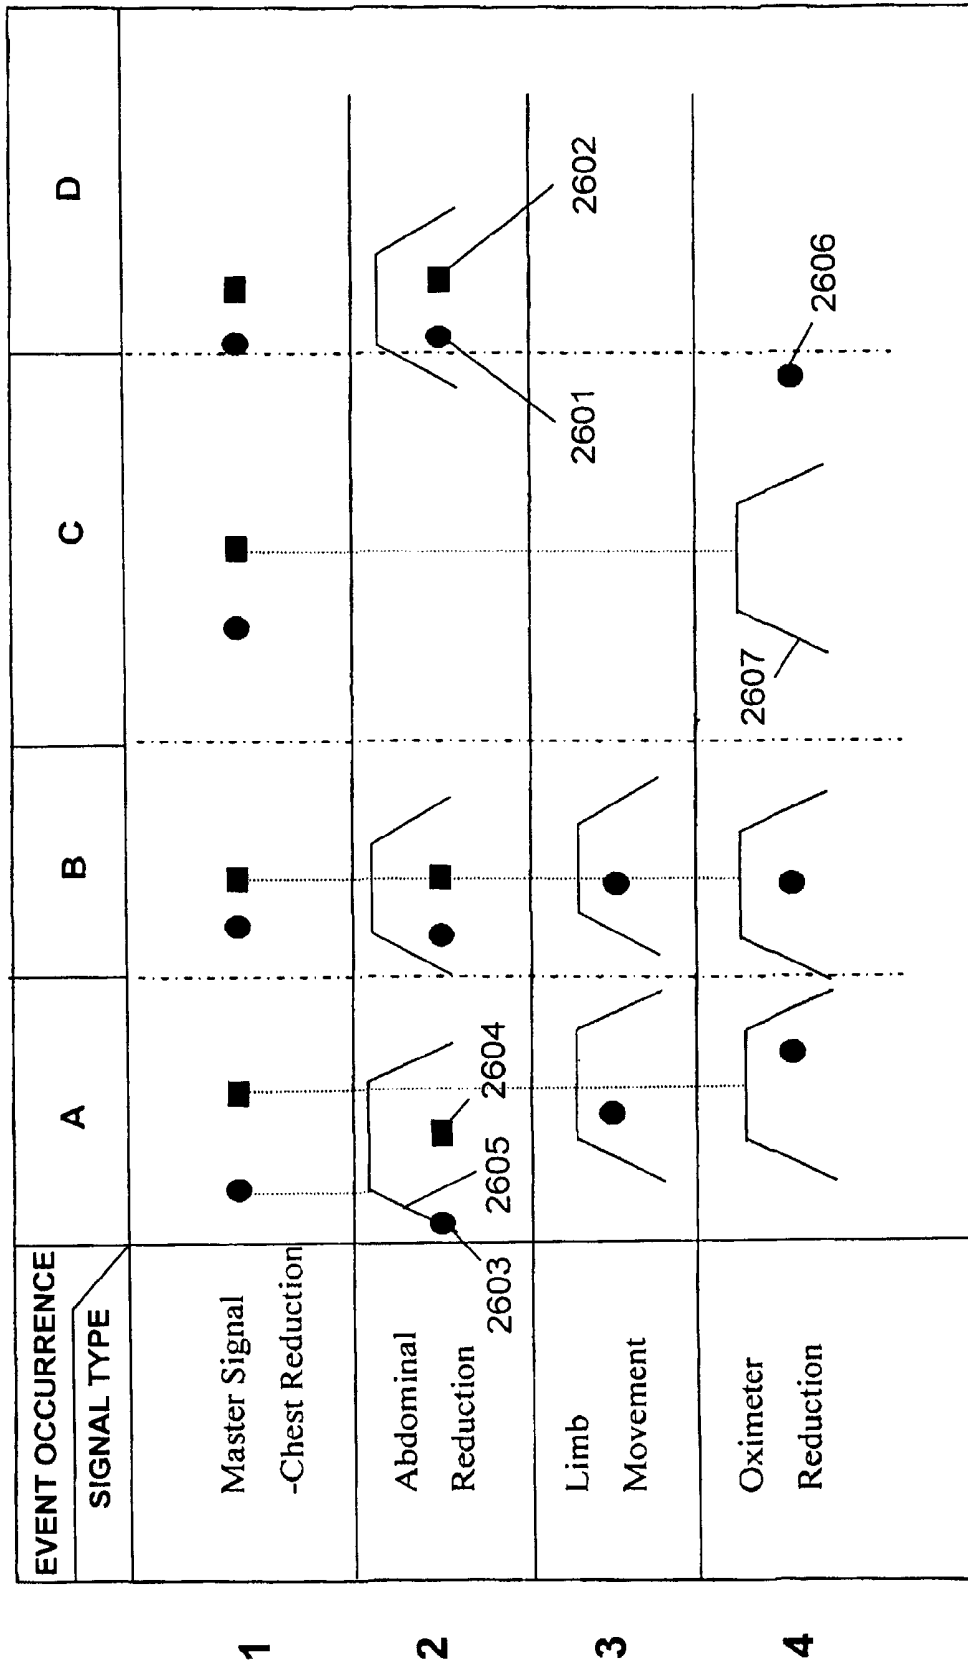 EVENT OCCURRENCE
SIGNAL TYPE
A
B
C
D
1
Master Signal
-Chest Reduction
2
Abdominal
Reduction
2603
2605
2604
2601
2602
3
Limb
Movement
4
Oximeter
Reduction
2607
2606